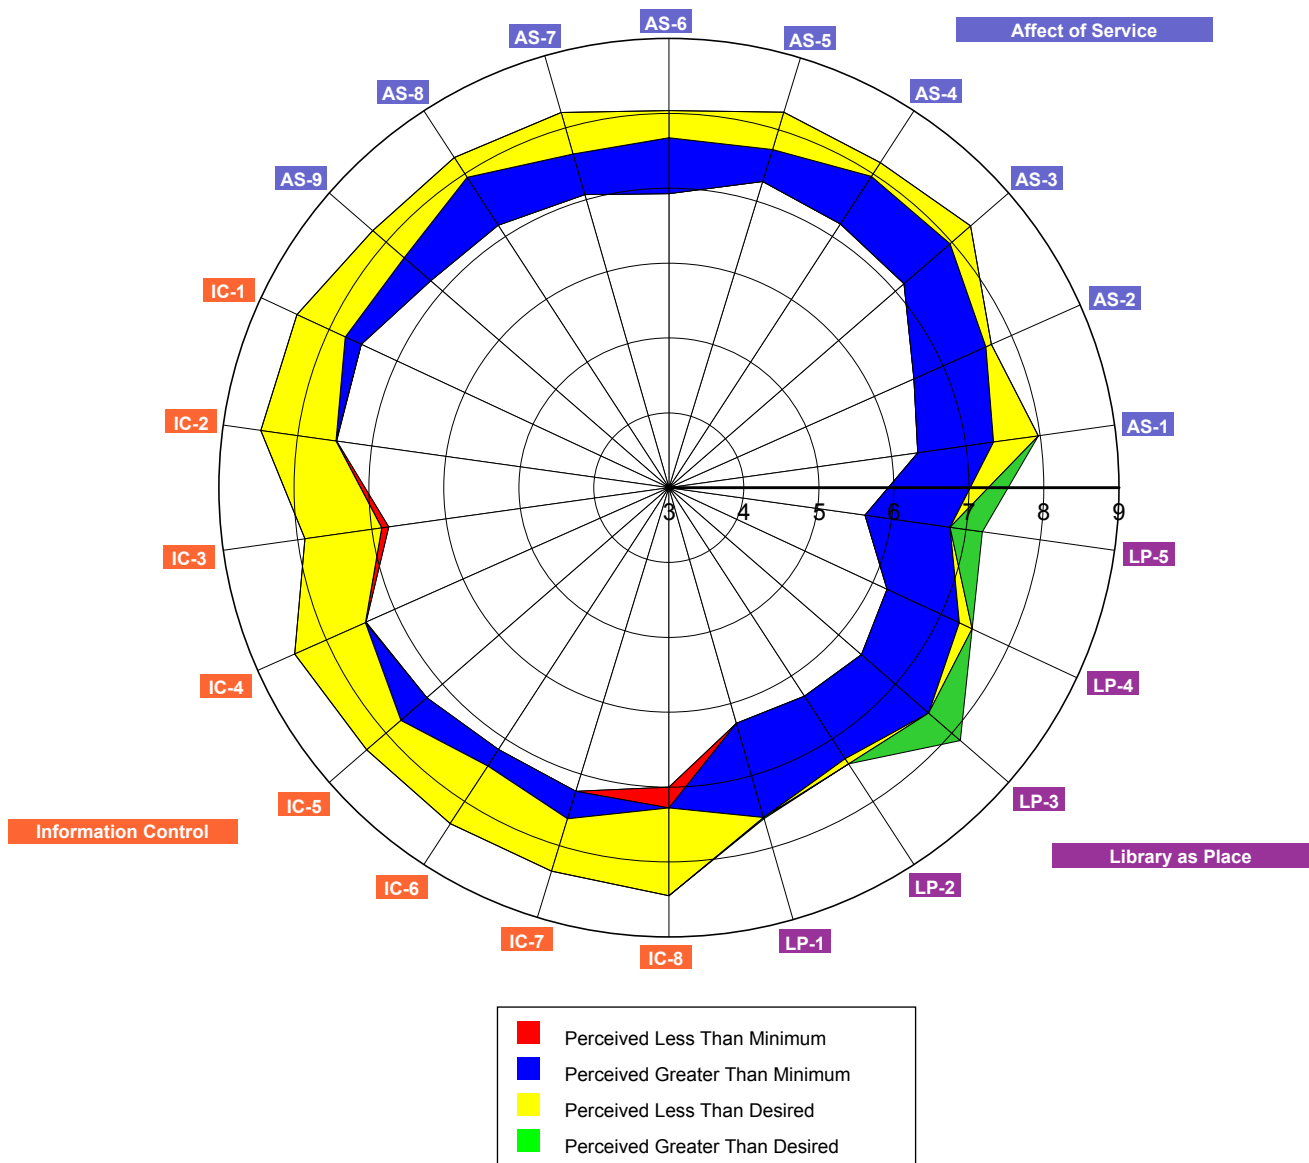 AS-6
Affect of Service
AS-7
AS-5
AS-8
AS-4
AS-9
AS-3
IC-1
AS-2
IC-2
AS-1
3 4 5 6 7 8 9
IC-3
LP-5
IC-4
LP-4
IC-5
LP-3
Information Control
Library as Place
IC-6
LP-2
IC-7
LP-1
IC-8
Perceived Less Than Minimum
Perceived Greater Than Minimum
Perceived Less Than Desired
Perceived Greater Than Desired